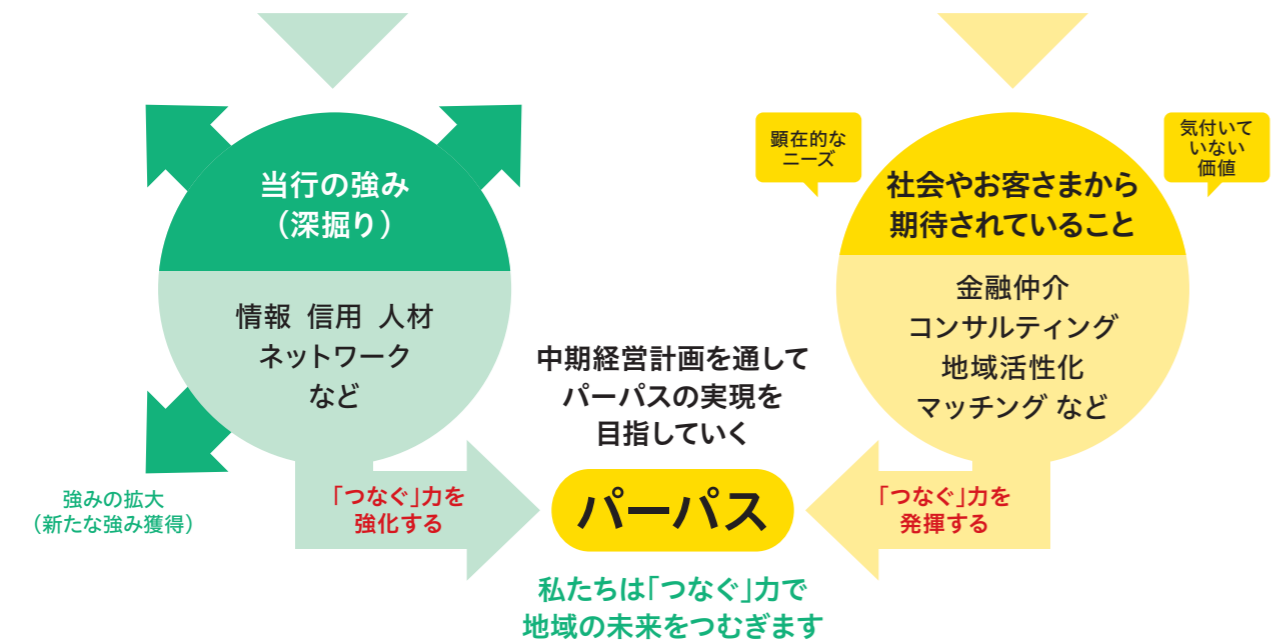 当行の強み
（深掘り）
情報 信用 人材
ネットワーク
など
強みの拡大
（新たな強み獲得）
「つなぐ」力を
強化する
中期経営計画を通して
パーパスの実現を
目指していく
パーパス
私たちは「つなぐ」力で
地域の未来をつむぎます
顕在的な
ニーズ
気付いて
いない
価値
社会やお客さまから
期待されていること
金融仲介
コンサルティング
地域活性化
マッチング など
「つなぐ」力を
発揮する